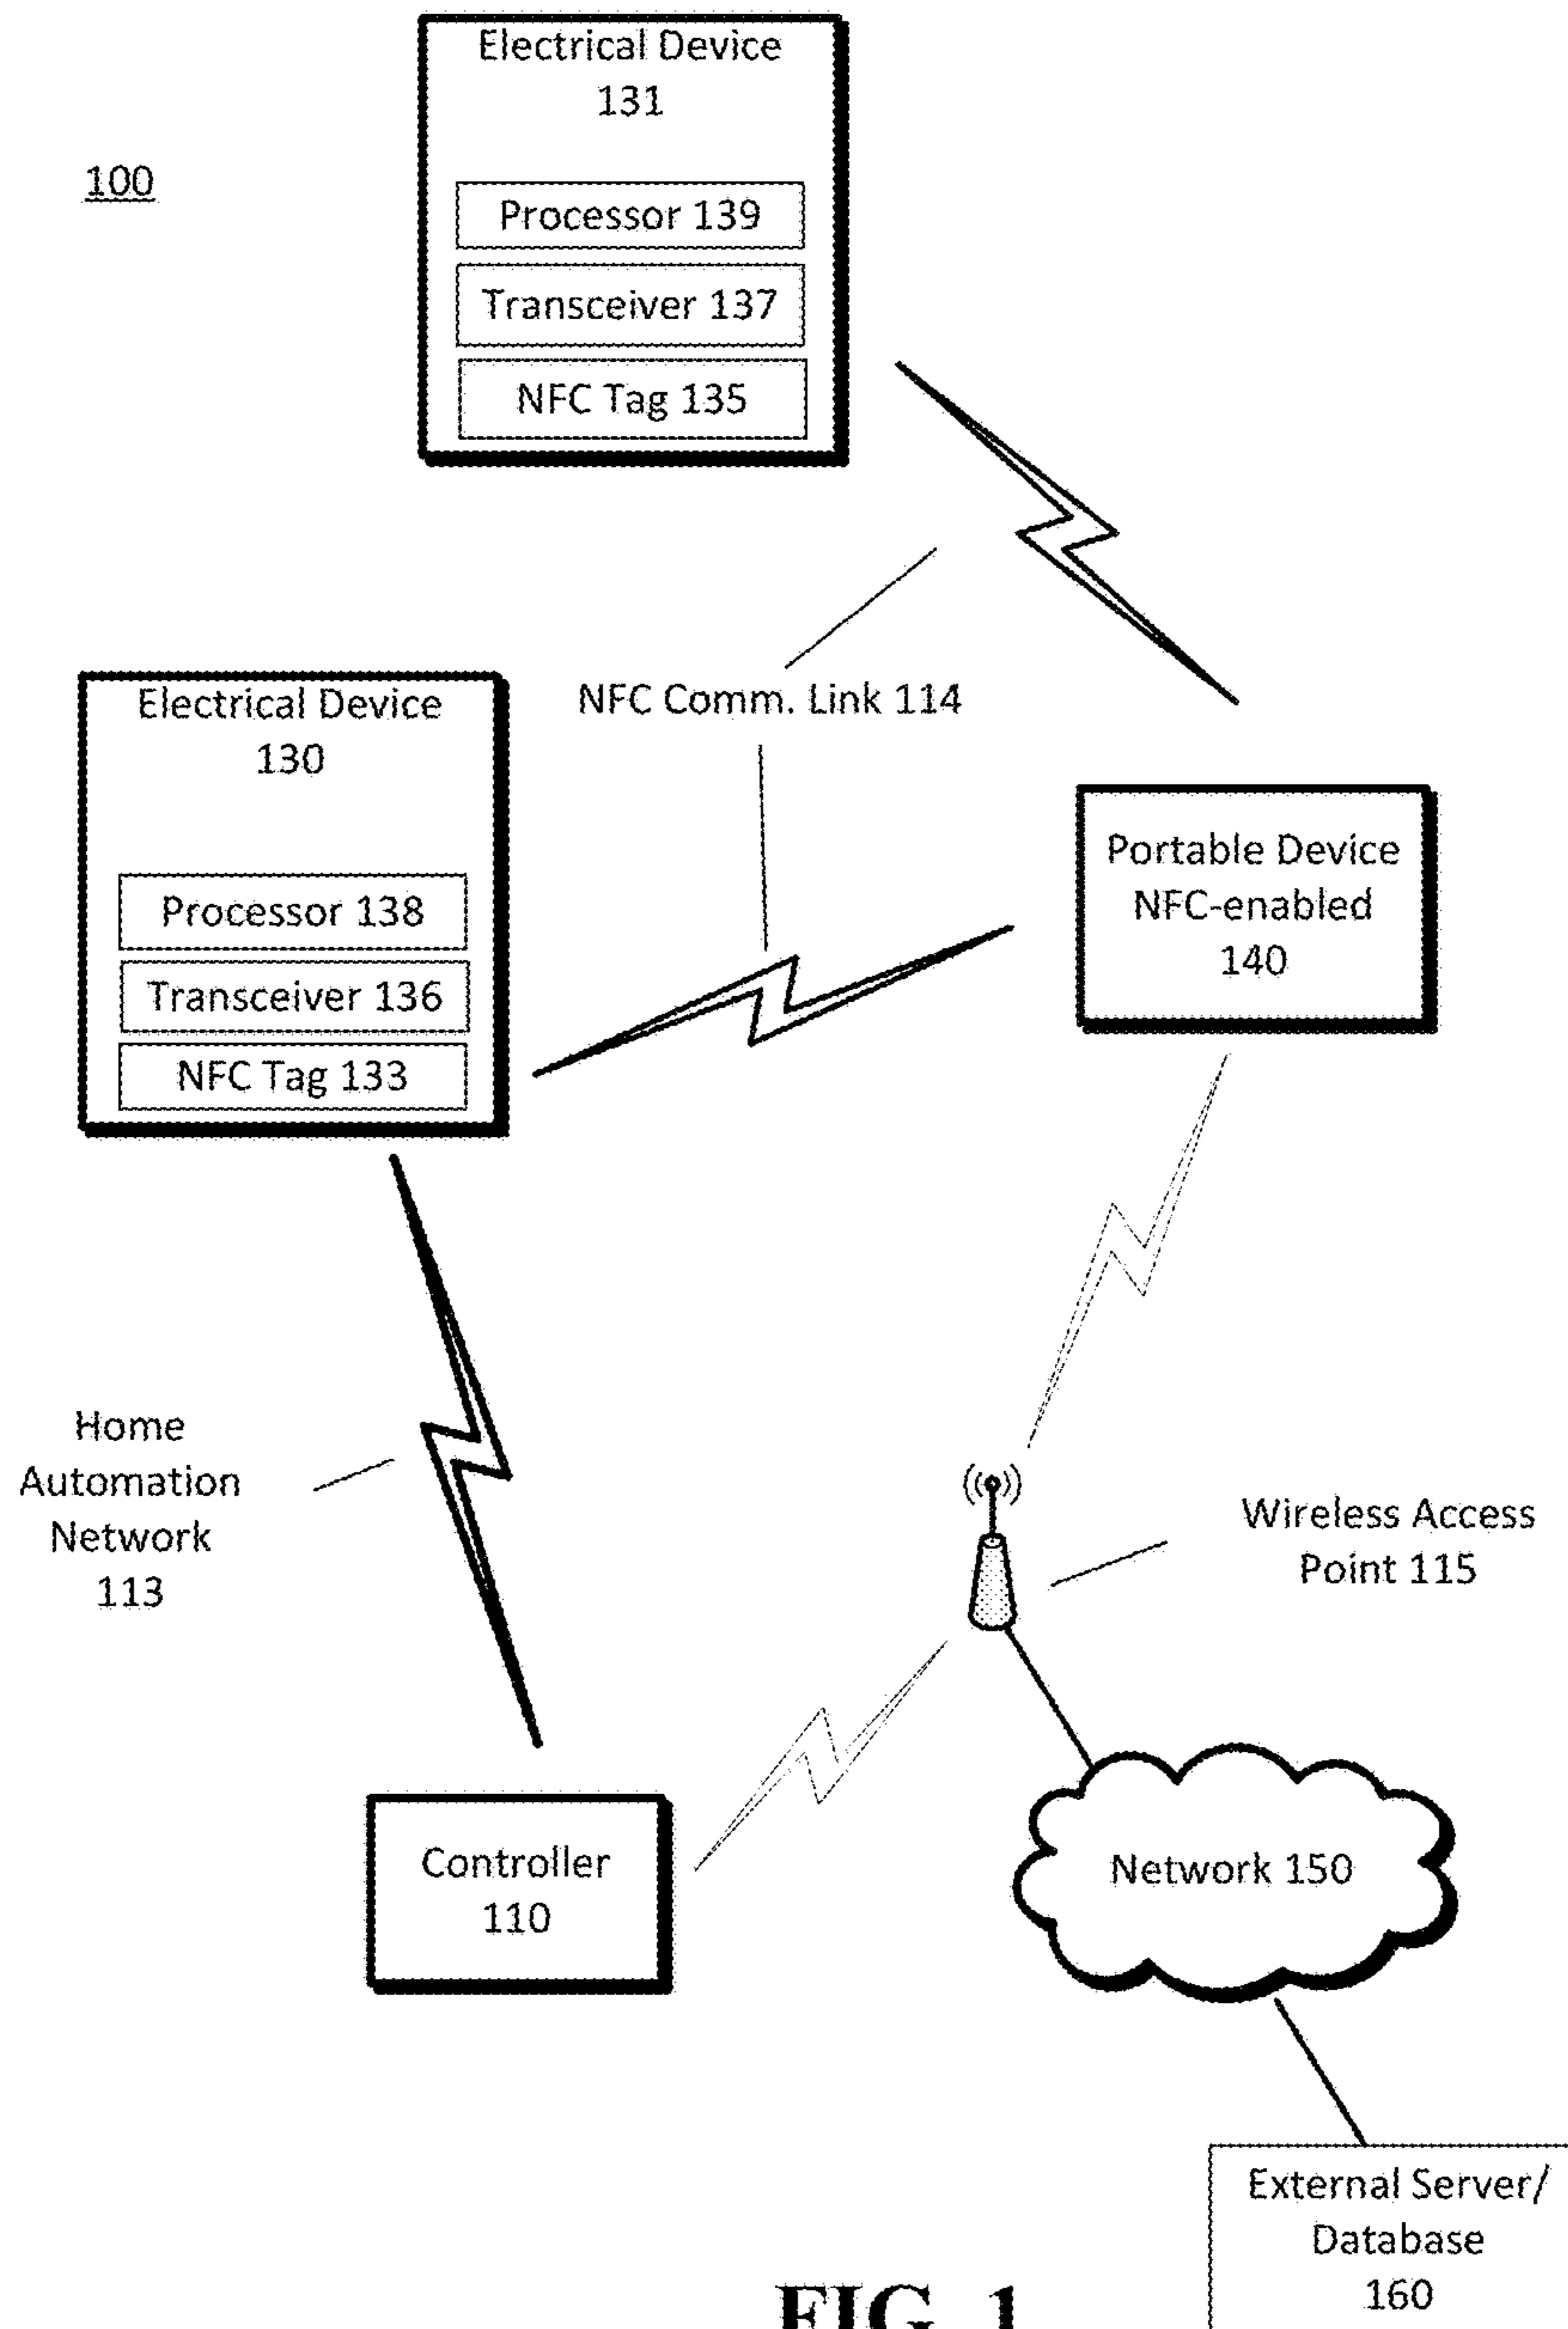 Electrical Device
131
100
Processor 139
Transceiver 137
NFC Tag 135
NFC Comm. Link 114
Electrical Device
130
Processor 138
Transceiver 136
NFC Tag 133
Portable Device
NFC-enabled
140
Home
Automation
Network
113
Wireless Access
Point 115
Controller
110
Network 150
External Server/
Database
160
FIG. 1